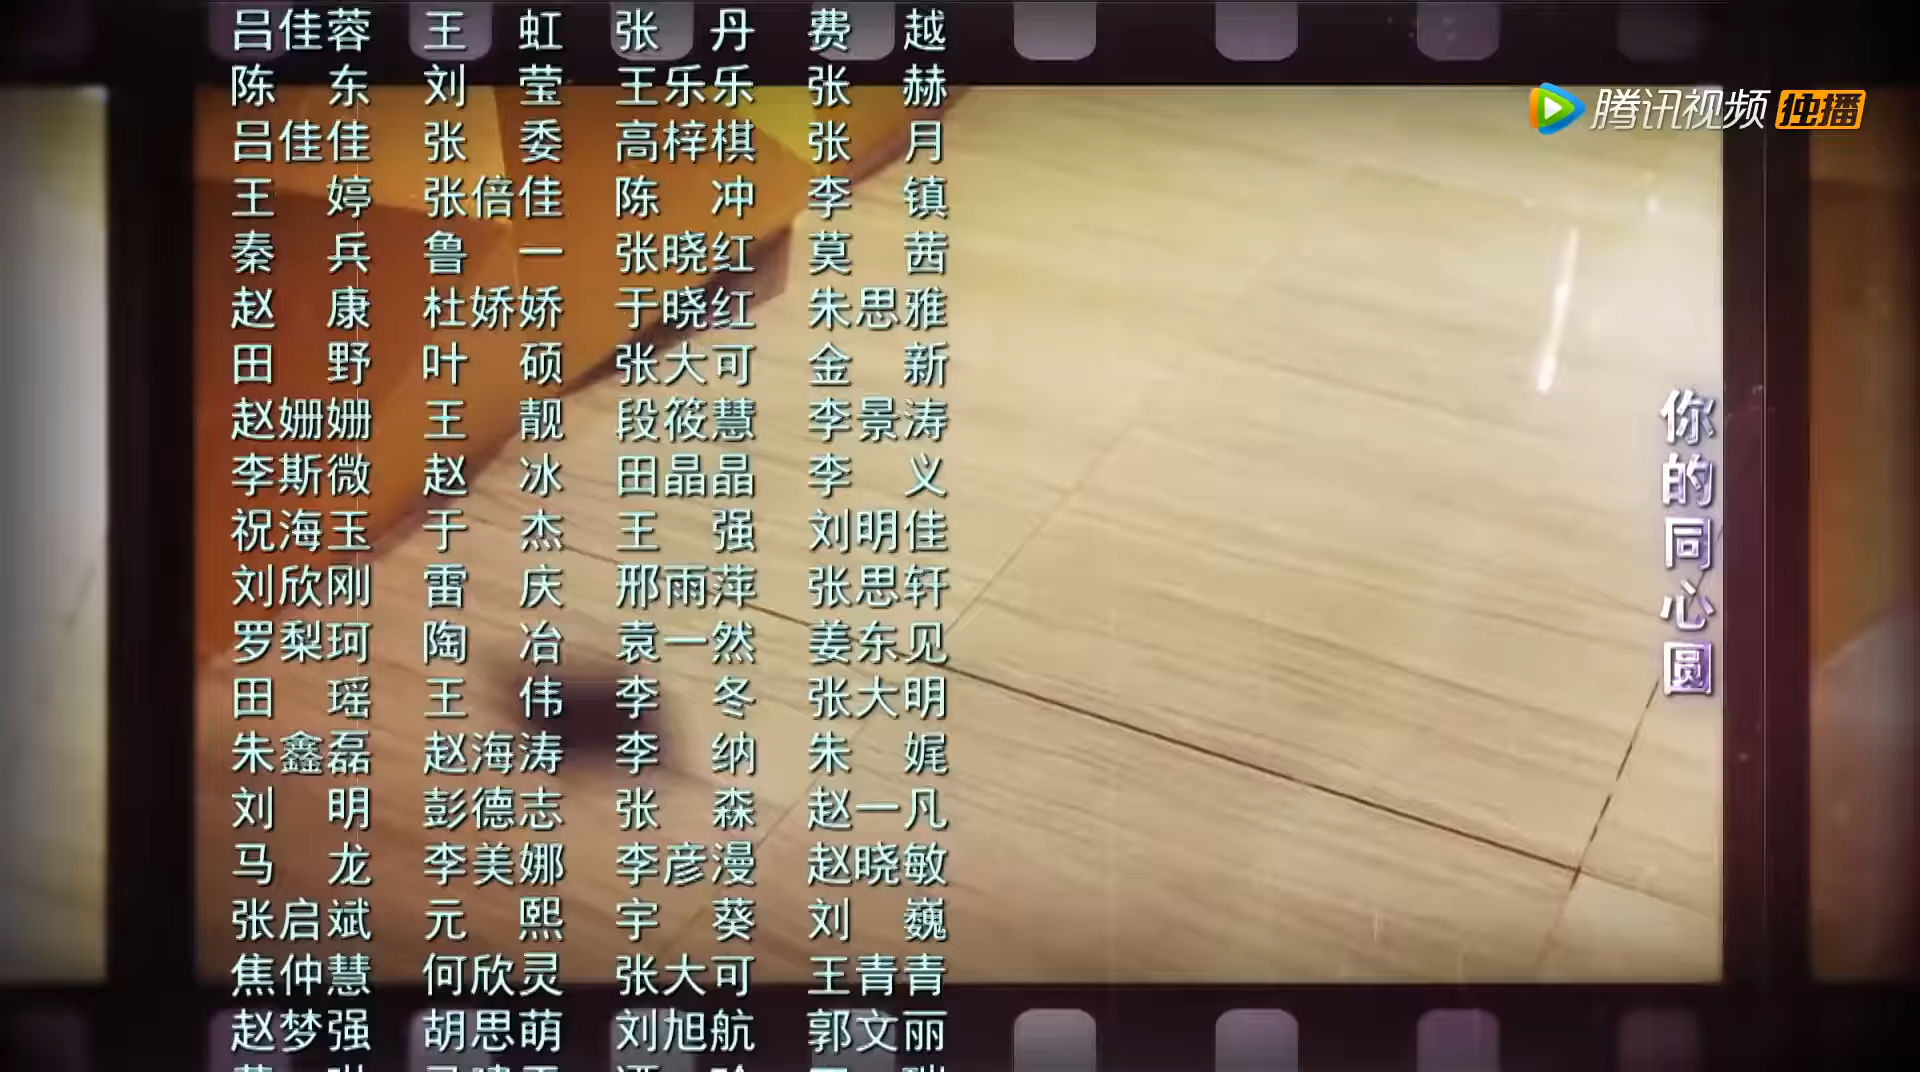 吕佳蓉 王虹 张丹 费越
陈东 刘莹 王乐乐 张赫
吕佳佳 张委 高梓棋 张月
王婷 张倍佳 陈冲 李镇
秦兵 鲁一 张晓红 莫茜
赵康 杜娇娇 于晓红 朱思雅
田野 叶硕 张大可 金新
赵姗姗 王靓 段筱慧 李景涛
李斯微 赵冰 田晶晶 李义
祝海玉 于杰 王强 刘明佳
刘欣刚 雷庆 邢雨萍 张思轩
罗梨珂 陶冶 袁一然 姜东见
田瑶 王伟 李冬 张大明
朱鑫磊 赵海涛 李纳 朱娓
刘明 彭德志 张森 赵一凡
马龙 李美娜 李彦漫 赵晓敏
张启斌 元熙 宇葵 刘巍
焦仲慧 何欣灵 张大可 王青青
赵梦强 胡思萌 刘旭航 郭文丽
腾讯视频 独播
你的同心圆